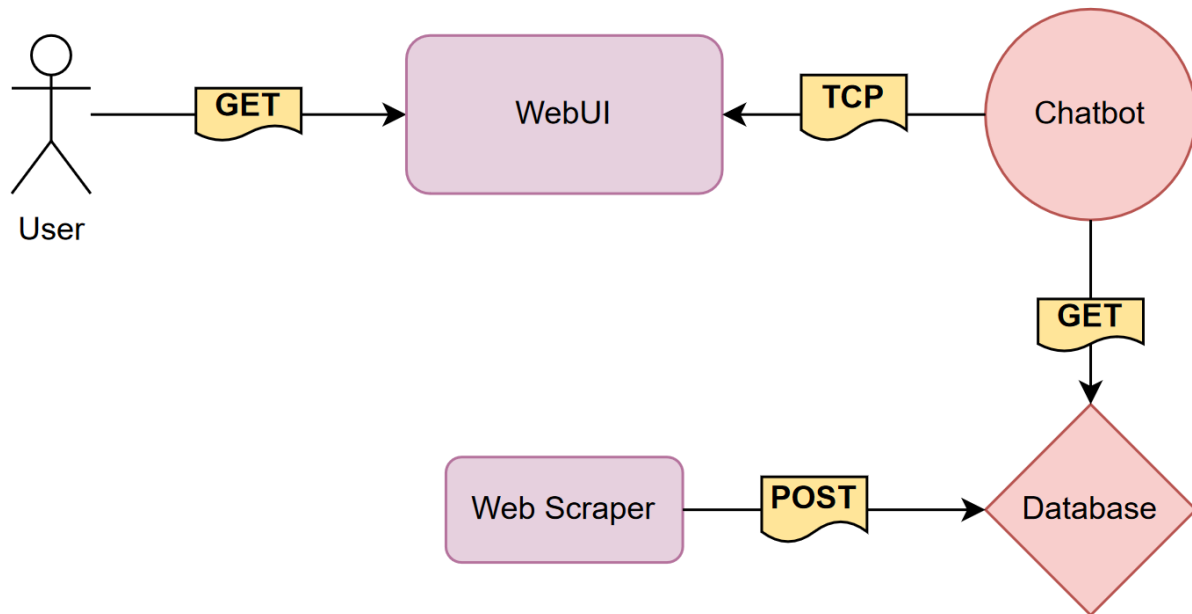 GET
WebUI
TCP
Chatbot
User
GET
Web Scraper
POST
Database